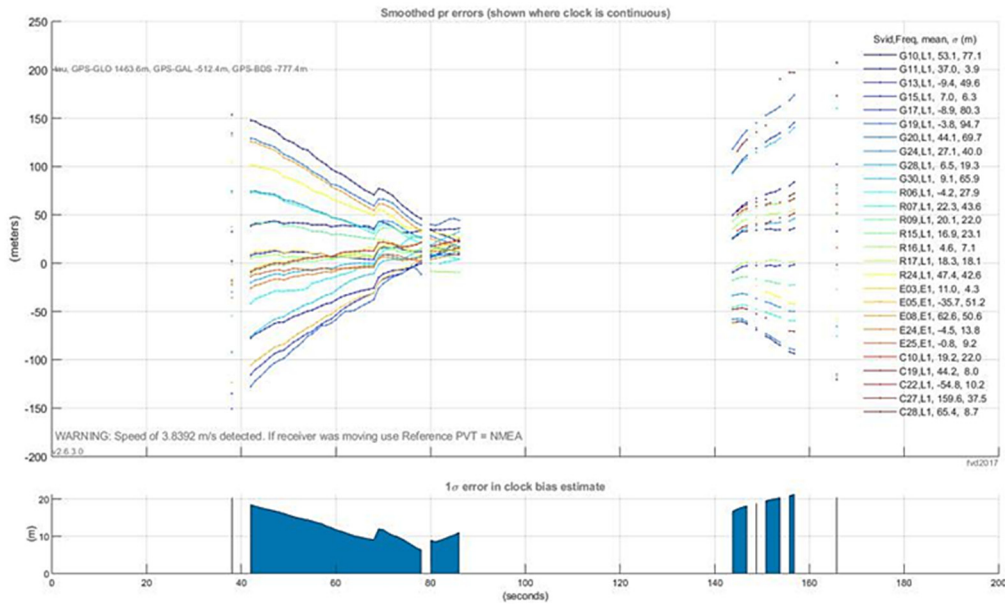 Smoothed pr errors (shown where clock is continuous)
250
200
150
100
50
0
-50
-100
-150
-200
(meters)
GPS-GLO 1463.6m, GPS-GAL -512.4m, GPS-BDS -777.4m
Svid,Freq, mean, σ (m)
G10,L1, 53.1, 77.1
G11,L1, 37.0, 3.9
G13,L1, -9.4, 49.6
G15,L1, 7.0, 6.3
G17,L1, -8.9, 80.3
G19,L1, -3.8, 94.7
G20,L1, 44.1, 69.7
G24,L1, 27.1, 40.0
G28,L1, 6.5, 19.3
G30,L1, 9.1, 65.9
R06,L1, -4.2, 27.9
R07,L1, 22.3, 43.6
R09,L1, 20.1, 22.0
R15,L1, 16.9, 23.1
R16,L1, 4.6, 7.1
R17,L1, 18.3, 18.1
R24,L1, 47.4, 42.6
E03,E1, 11.0, 4.3
E05,E1, -35.7, 51.2
E08,E1, 62.6, 50.6
E24,E1, -4.5, 13.8
E25,E1, -0.8, 9.2
C10,L1, 19.2, 22.0
C19,L1, 44.2, 8.0
C22,L1, -54.8, 10.2
C27,L1, 159.6, 37.5
C28,L1, 65.4, 8.7
WARNING: Speed of 3.8392 m/s detected. If receiver was moving use Reference PVT = NMEA
v2.6.3.0
fvd2017
1σ error in clock bias estimate
20
10
0
(m)
0 20 40 60 80 100 120 140 160 180 200
(seconds)